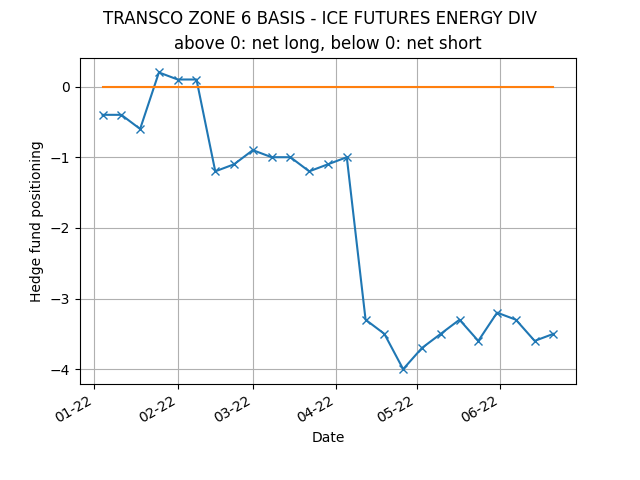 TRANSCO ZONE 6 BASIS - ICE FUTURES ENERGY DIV
above 0: net long, below 0: net short
Hedge fund positioning
0
−1
−2
−3
−4
01-22
02-22
03-22
04-22
05-22
06-22
Date